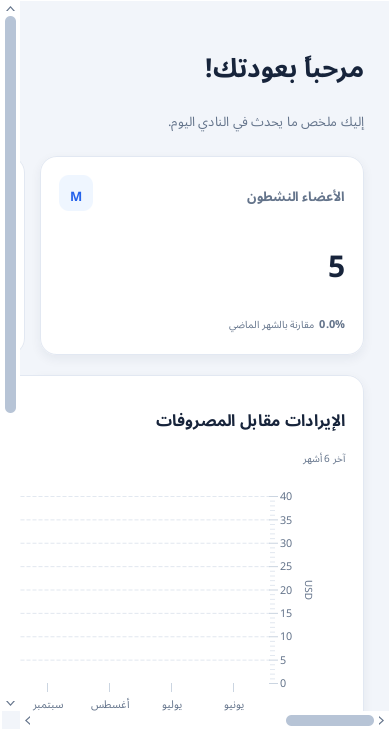 مرحباً بعودتك!
إليك ملخص ما يحدث في النادي اليوم.
الأعضاء النشطون
M
5
0.0% مقارنة بالشهر الماضي
الإيرادات مقابل المصروفات
آخر 6 أشهر
40
35
30
25
20
15
10
5
0
USD
يونيو يوليو أغسطس سبتمبر